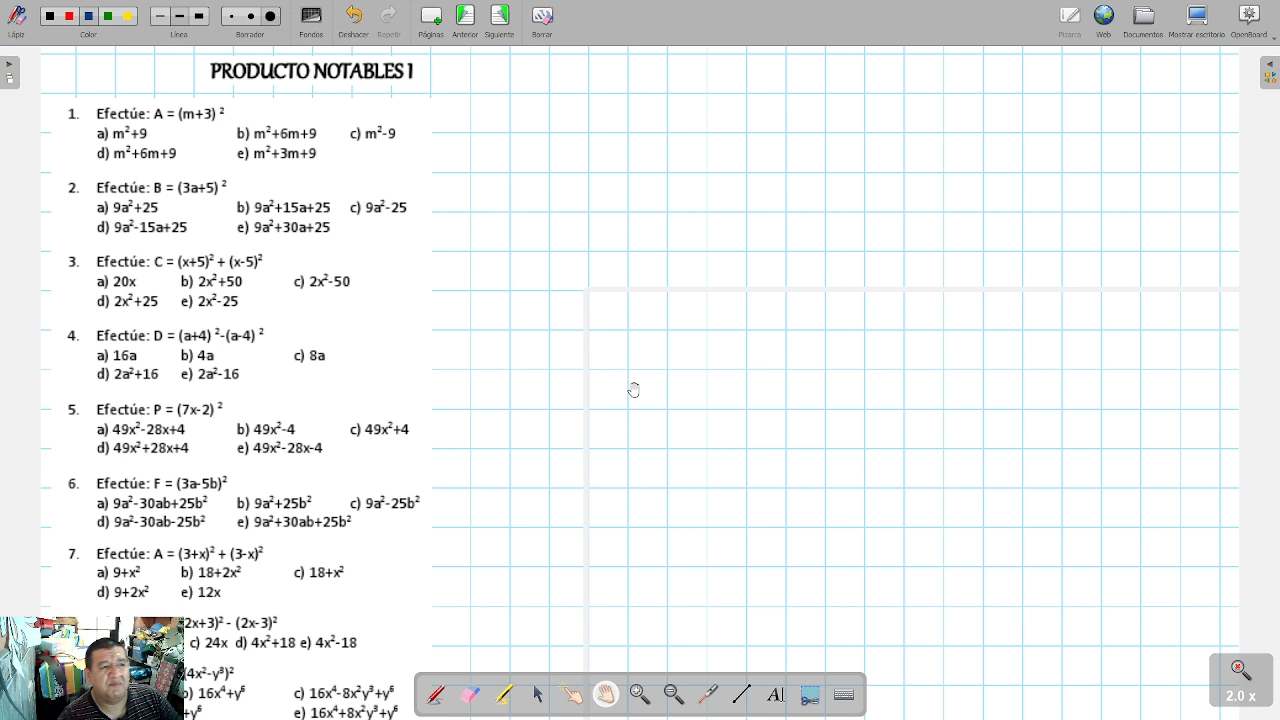 Lápiz
Color
Línea
Borrador
Fondos
Deshacer
Repetir
Páginas
Anterior
Siguiente
Borrar
Pizarra
Web
Documentos
Mostrar escritorio
OpenBoard
PRODUCTO NOTABLES I
1. Efectúe: A = (m+3) ²
a) m²+9 b) m²+6m+9 c) m²-9
d) m²+6m+9 e) m²+3m+9
2. Efectúe: B = (3a+5) ²
a) 9a²+25 b) 9a²+15a+25 c) 9a²-25
d) 9a²-15a+25 e) 9a²+30a+25
3. Efectúe: C = (x+5)² + (x-5)²
a) 20x b) 2x²+50 c) 2x²-50
d) 2x²+25 e) 2x²-25
4. Efectúe: D = (a+4) ²-(a-4) ²
a) 16a b) 4a c) 8a
d) 2a²+16 e) 2a²-16
5. Efectúe: P = (7x-2) ²
a) 49x²-28x+4 b) 49x²-4 c) 49x²+4
d) 49x²+28x+4 e) 49x²-28x-4
6. Efectúe: F = (3a-5b)²
a) 9a²-30ab+25b² b) 9a²+25b² c) 9a²-25b²
d) 9a²-30ab-25b² e) 9a²+30ab+25b²
7. Efectúe: A = (3+x)² + (3-x)²
a) 9+x² b) 18+2x² c) 18+x²
d) 9+2x² e) 12x
2x+3)² - (2x-3)²
c) 24x d) 4x²+18 e) 4x²-18
(4x²-y³)²
b) 16x⁴+y⁶ c) 16x⁴-8x²y³+y⁶
+y⁶ e) 16x⁴+8x²y³+y⁶
2.0 x